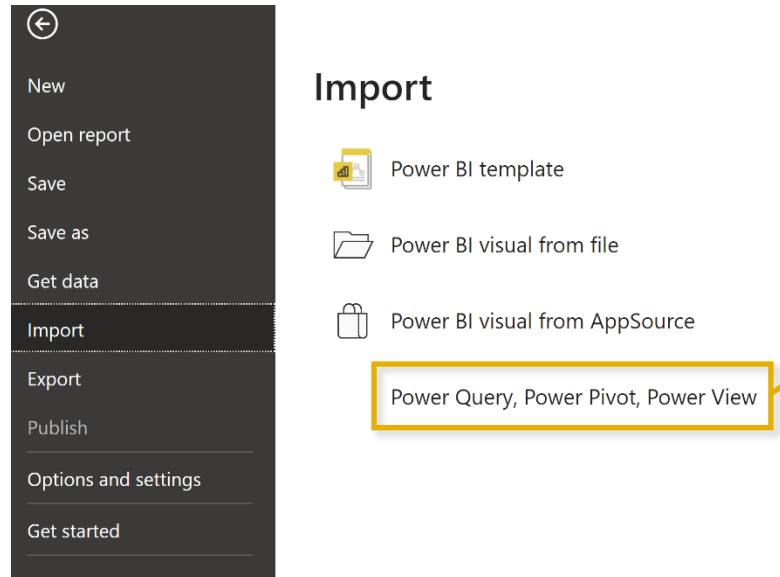 New
Open report
Save
Save as
Get data
Import
Export
Publish
Options and settings
Get started
Import
Power BI template
Power BI visual from file
Power BI visual from AppSource
Power Query, Power Pivot, Power View